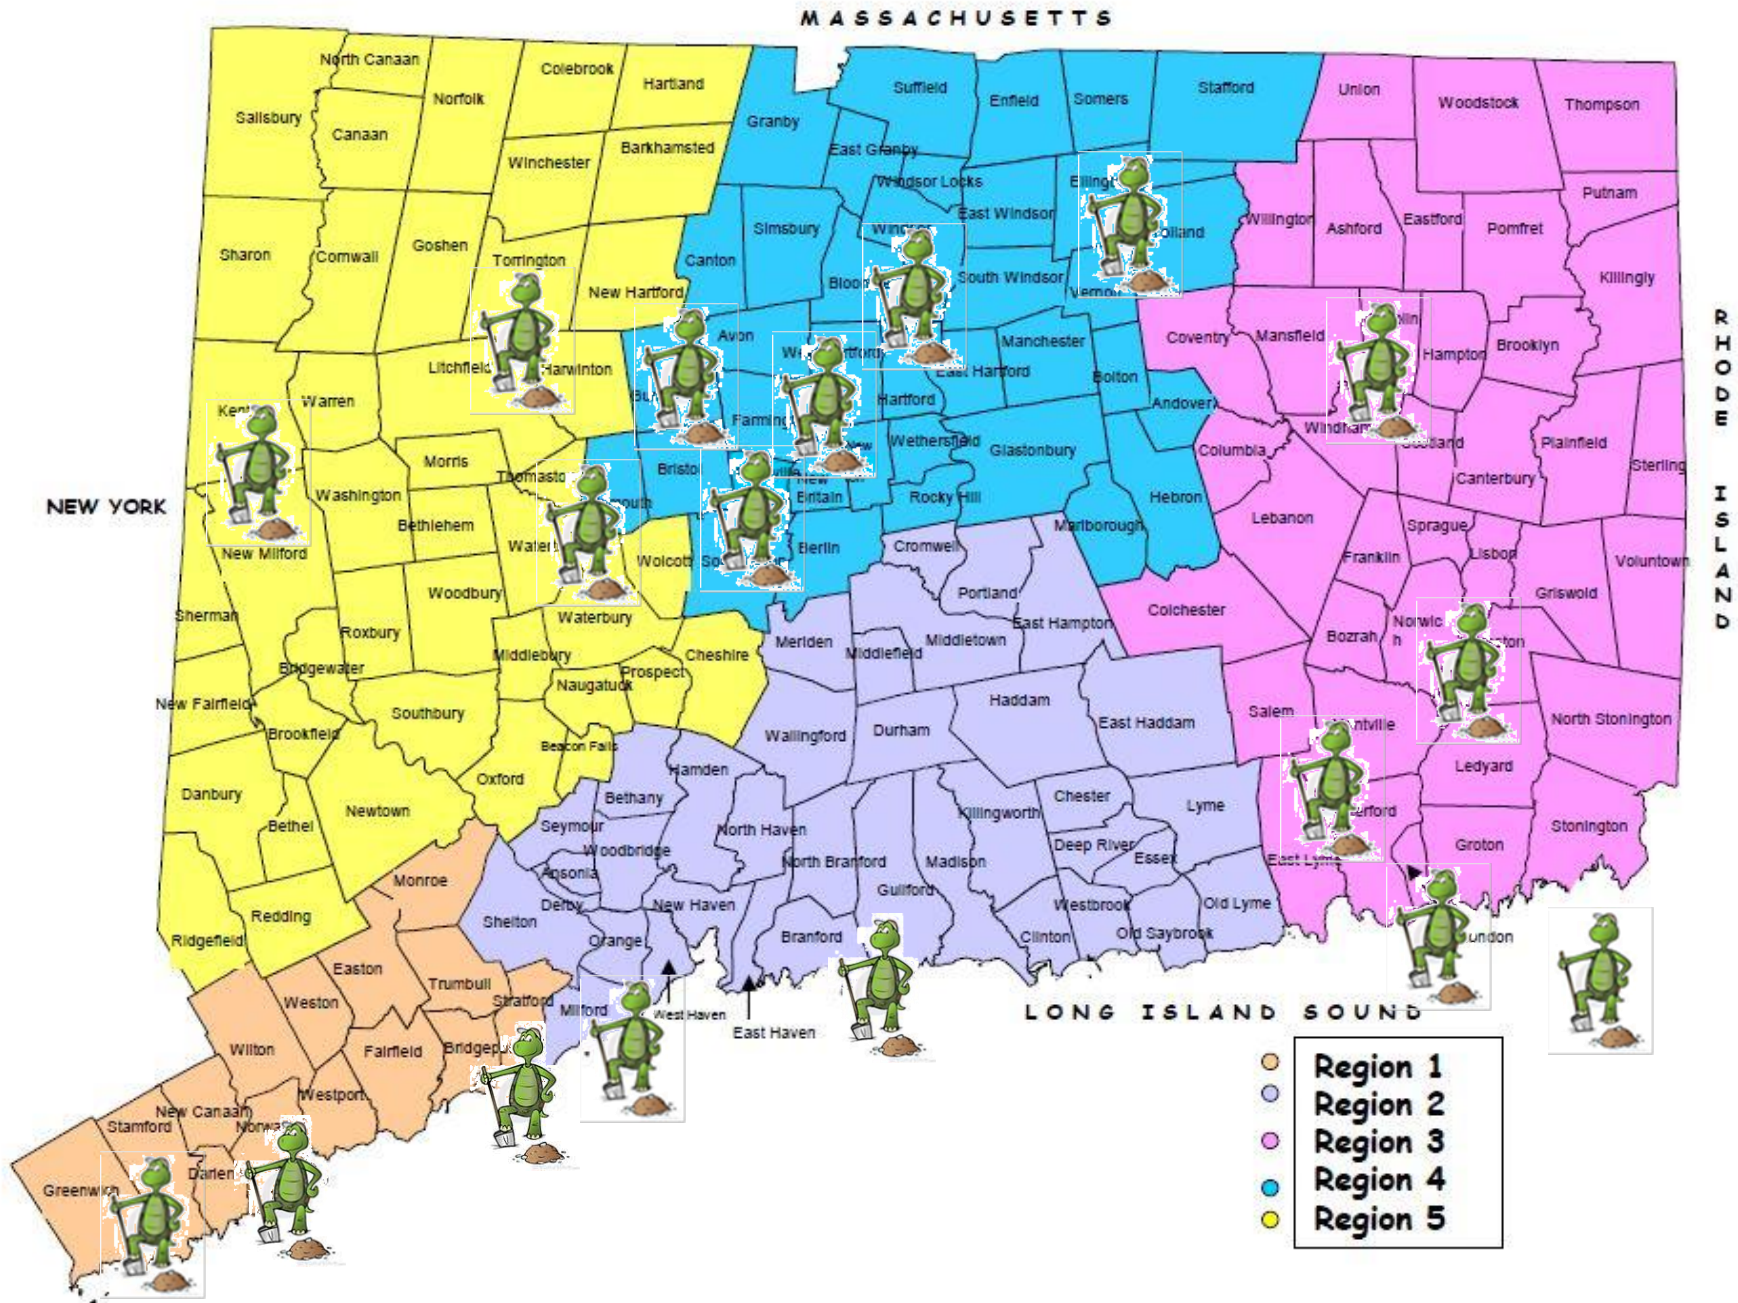 MASSACHUSETTS
North Canaan
Colebrook
Hartland
Salisbury
Norfolk
Canaan
Winchester
Barkhamsted
Granby
Suffield
Enfield
Somers
Stafford
Union
Woodstock
Thompson
East Granby
Windsor Locks
East Windsor
Putnam
Sharon
Cornwall
Goshen
Torrington
New Hartford
Canton
Simsbury
South Windsor
Willington
Ashford
Eastford
Pomfret
Killingly
Avon
Manchester
Coventry
Mansfield
Hampton
Brooklyn
RHODE ISLAND
Harwinton
Warren
East Hartford
Hartford
Bolton
Andover
Wethersfield
Glastonbury
Columbia
Plainfield
Sterling
Morris
Washington
Bethlehem
NEW YORK
New Britain
Rocky Hill
Marlborough
Hebron
Lebanon
Canterbury
Sprague
Franklin
Lisbon
Voluntown
Griswold
New Milford
Woodbury
Wolcott
Berlin
Cromwell
Portland
East Hampton
Colchester
Bozrah
Norwic
h
Sherman
Roxbury
Waterbury
Middlebury
Bridgewater
Naugatuck
Prospect
Cheshire
Meriden
Middlefield
Middletown
New Fairfield
Brookfield
Southbury
Beacon Falls
Oxford
Wallingford
Durham
Haddam
East Haddam
Salem
North Stonington
Ledyard
Danbury
Bethel
Newtown
Hamden
Bethany
Seymour
Woodbridge
Ansonia
Derby
North Haven
North Branford
Madison
Guilford
Killingworth
Chester
Deep River
Essex
Lyme
East Lyme
Groton
Stonington
Monroe
Redding
Ridgefield
Shelton
Orange
New Haven
Branford
Clinton
Westbrook
Old Saybrook
Old Lyme
Easton
Weston
Trumbull
Stratford
Milford
West Haven
East Haven
LONG ISLAND SOUND
Wilton
Fairfield
Westport
New Canaan
Stamford
Darien
Region 1
Region 2
Region 3
Region 4
Region 5